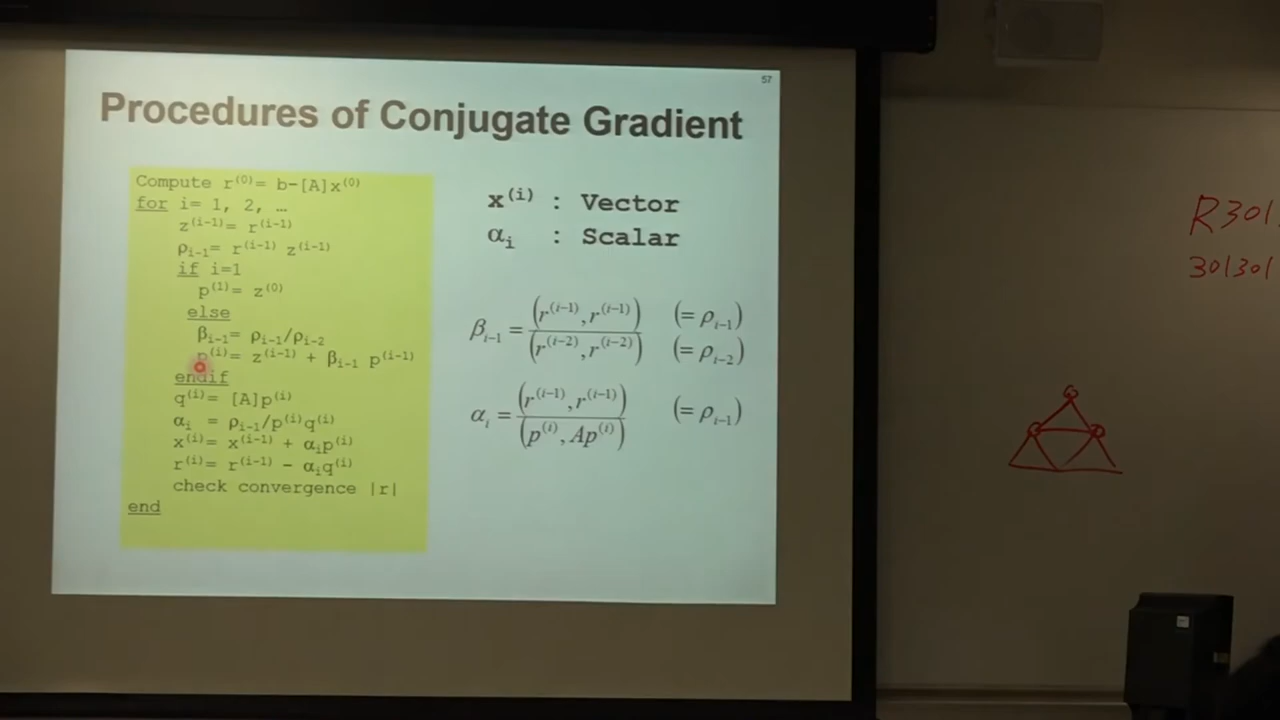 57
Procedures of Conjugate Gradient
Compute r⁽⁰⁾= b-[A]x⁽⁰⁾
for i= 1, 2, …
z⁽ⁱ⁻¹⁾= r⁽ⁱ⁻¹⁾
ρᵢ₋₁= r⁽ⁱ⁻¹⁾ z⁽ⁱ⁻¹⁾
if i=1
p⁽¹⁾= z⁽⁰⁾
else
βᵢ₋₁= ρᵢ₋₁/ρᵢ₋₂
p⁽ⁱ⁾= z⁽ⁱ⁻¹⁾ + βᵢ₋₁ p⁽ⁱ⁻¹⁾
endif
q⁽ⁱ⁾= [A]p⁽ⁱ⁾
αᵢ = ρᵢ₋₁/p⁽ⁱ⁾q⁽ⁱ⁾
x⁽ⁱ⁾= x⁽ⁱ⁻¹⁾ + αᵢp⁽ⁱ⁾
r⁽ⁱ⁾= r⁽ⁱ⁻¹⁾ - αᵢq⁽ⁱ⁾
check convergence |r|
end
x⁽ⁱ⁾ : Vector
αᵢ : Scalar
βᵢ₋₁ = (r⁽ⁱ⁻¹⁾, r⁽ⁱ⁻¹⁾) (= ρᵢ₋₁)
(r⁽ⁱ⁻²⁾, r⁽ⁱ⁻²⁾) (= ρᵢ₋₂)
αᵢ = (r⁽ⁱ⁻¹⁾, r⁽ⁱ⁻¹⁾) (= ρᵢ₋₁)
(p⁽ⁱ⁾, Ap⁽ⁱ⁾)
R301
301301